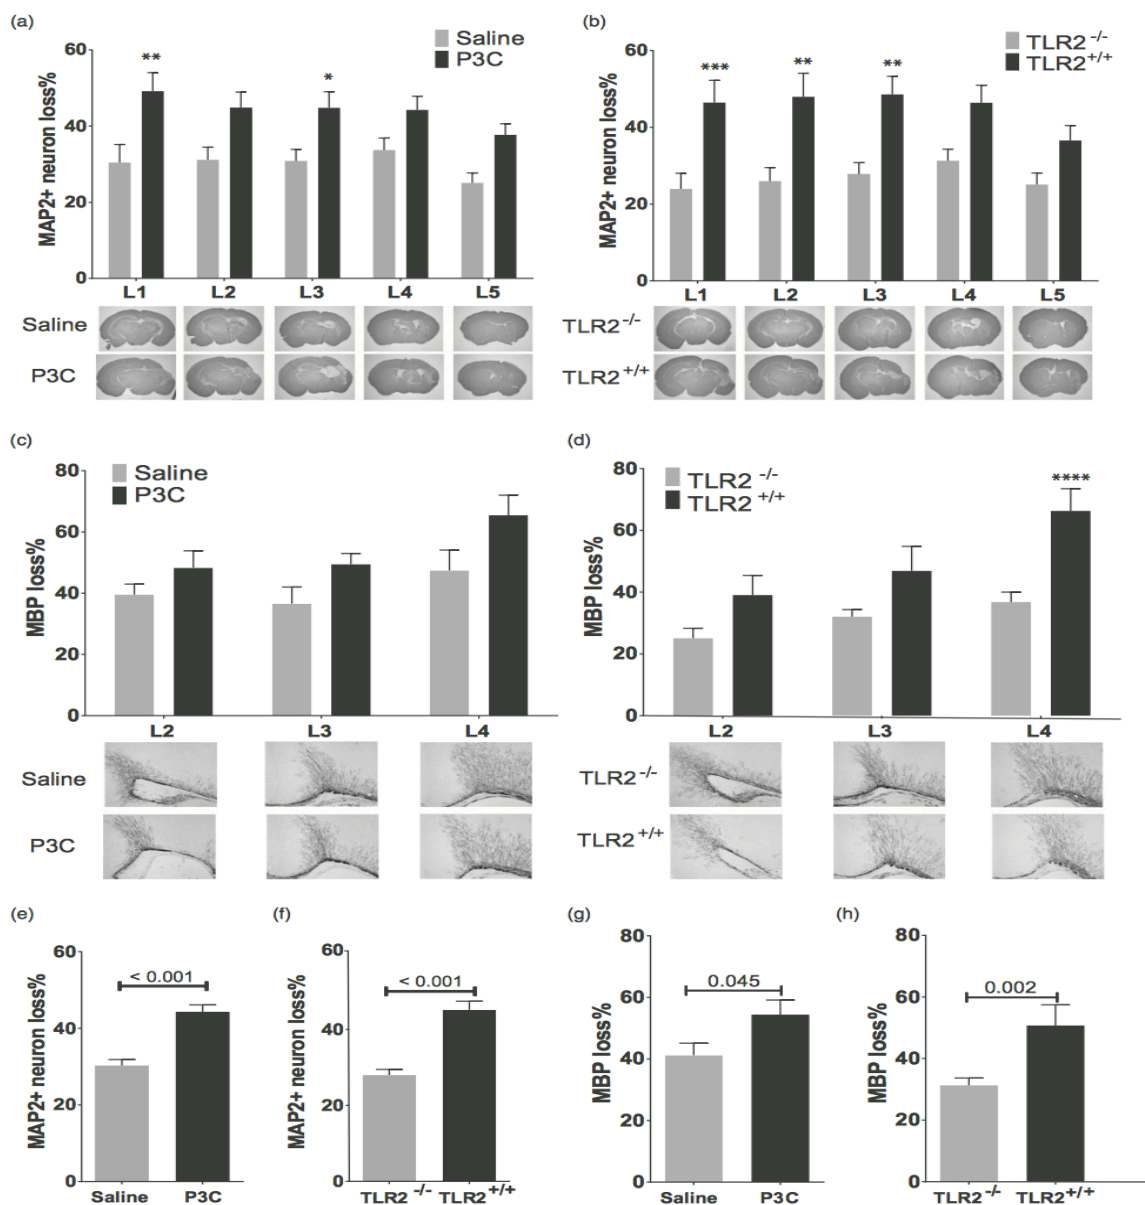 (a)
Saline
P3C
MAP2+ neuron loss%
60
40
20
0
**
*
L1 L2 L3 L4 L5
Saline
P3C
(b)
TLR2 -/-
TLR2 +/+
MAP2+ neuron loss%
60
40
20
0
*** ** **
L1 L2 L3 L4 L5
TLR2 -/-
TLR2 +/+
(c)
Saline
P3C
MBP loss%
80
60
40
20
0
L2 L3 L4
Saline
P3C
(d)
TLR2 -/-
TLR2 +/+
MBP loss%
80
60
40
20
0
****
L2 L3 L4
TLR2 -/-
TLR2 +/+
(e)
MAP2+ neuron loss%
60
40
20
0
< 0.001
Saline P3C
(f)
MAP2+ neuron loss%
60
40
20
0
< 0.001
TLR2 -/- TLR2 +/+
(g)
MBP loss%
80
60
40
20
0
0.045
Saline P3C
(h)
MBP loss%
80
60
40
20
0
0.002
TLR2 -/- TLR2 +/+